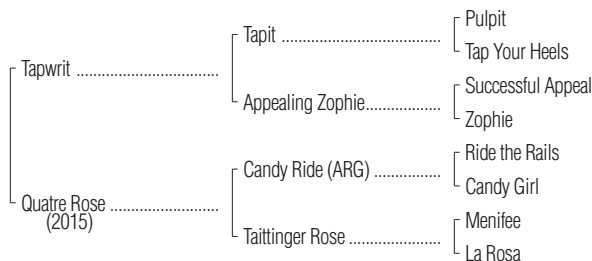 Pulpit
Tapit ........................................
Tap Your Heels
Tapwrit ....................................
Successful Appeal
Appealing Zophie...................
Zophie
Ride the Rails
Candy Ride (ARG) .................
Candy Girl
Quatre Rose ...........................
(2015)
Menifee
Taittinger Rose .......................
La Rosa